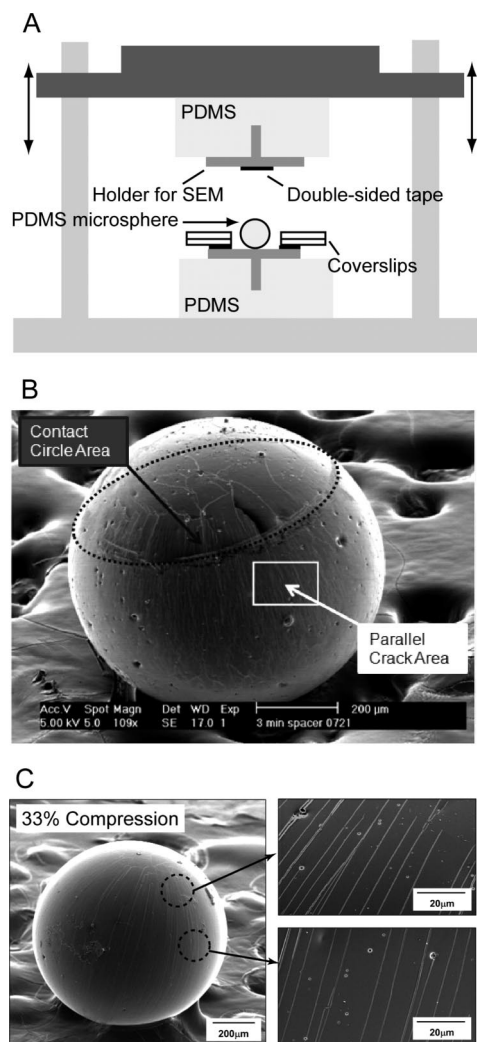 A
PDMS
Holder for SEM
Double-sided tape
PDMS microsphere
Coverslips
PDMS
B
Contact
Circle Area
Parallel
Crack Area
Acc.V Spot Magn Det WD Exp
5.00 kV 5.0 109x SE 17.0 1
200 µm
3 min spacer 0721
C
33% Compression
200µm
20µm
20µm